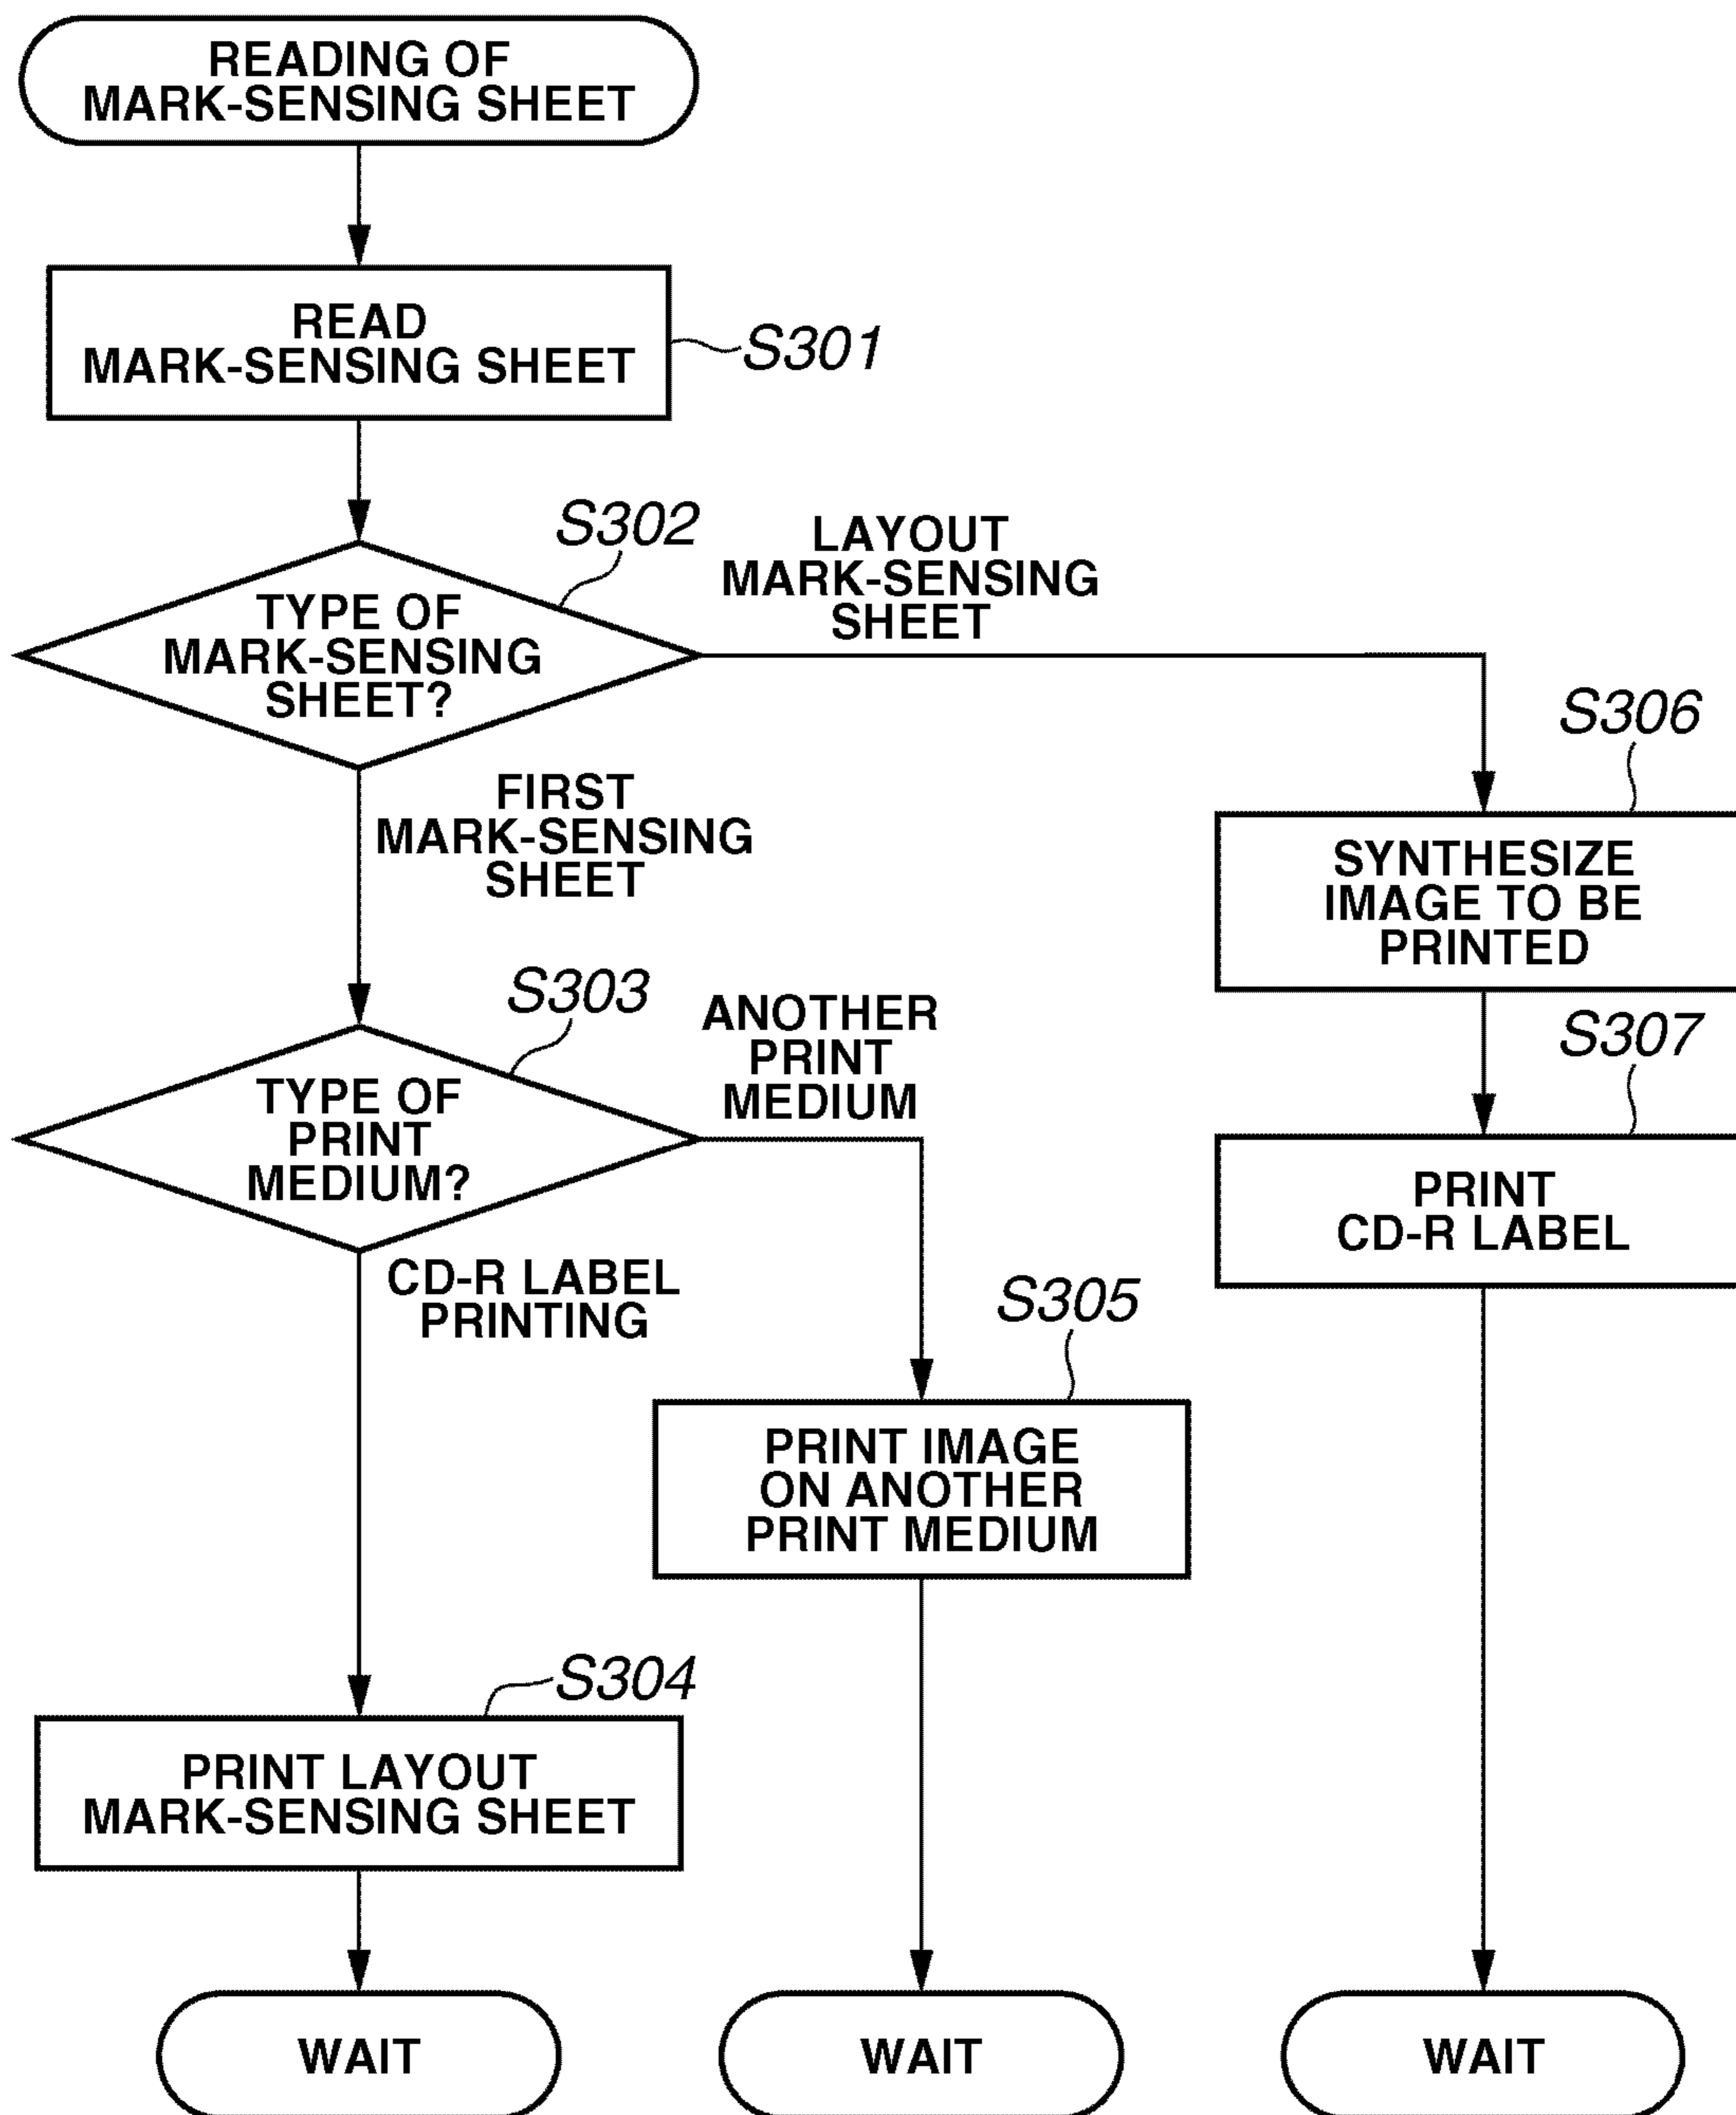 READING OF
MARK-SENSING SHEET
READ
MARK-SENSING SHEET
S301
S302
TYPE OF
MARK-SENSING
SHEET?
LAYOUT
MARK-SENSING
SHEET
FIRST
MARK-SENSING
SHEET
S306
SYNTHESIZE
IMAGE TO BE
PRINTED
S303
TYPE OF
PRINT
MEDIUM?
ANOTHER
PRINT
MEDIUM
S307
PRINT
CD-R LABEL
CD-R LABEL
PRINTING
S305
PRINT IMAGE
ON ANOTHER
PRINT MEDIUM
S304
PRINT LAYOUT
MARK-SENSING SHEET
WAIT
WAIT
WAIT